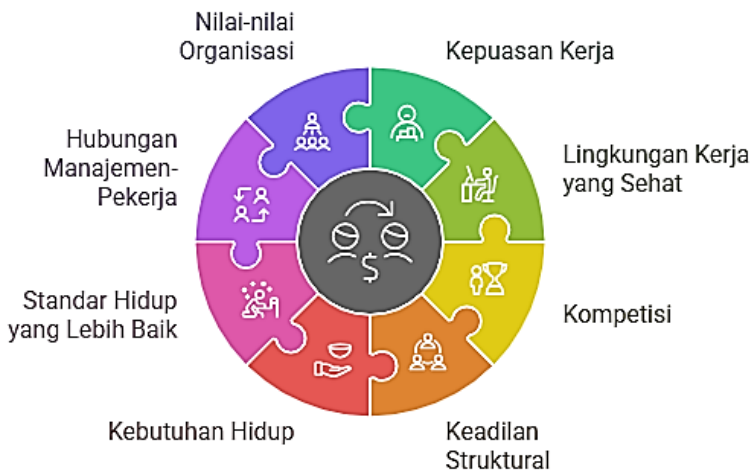 Nilai-nilai
Organisasi
Kepuasan Kerja
Hubungan
Manajemen-
Pekerja
Lingkungan Kerja
yang Sehat
Standar Hidup
yang Lebih Baik
Kompetisi
Kebutuhan Hidup
Keadilan
Struktural
$